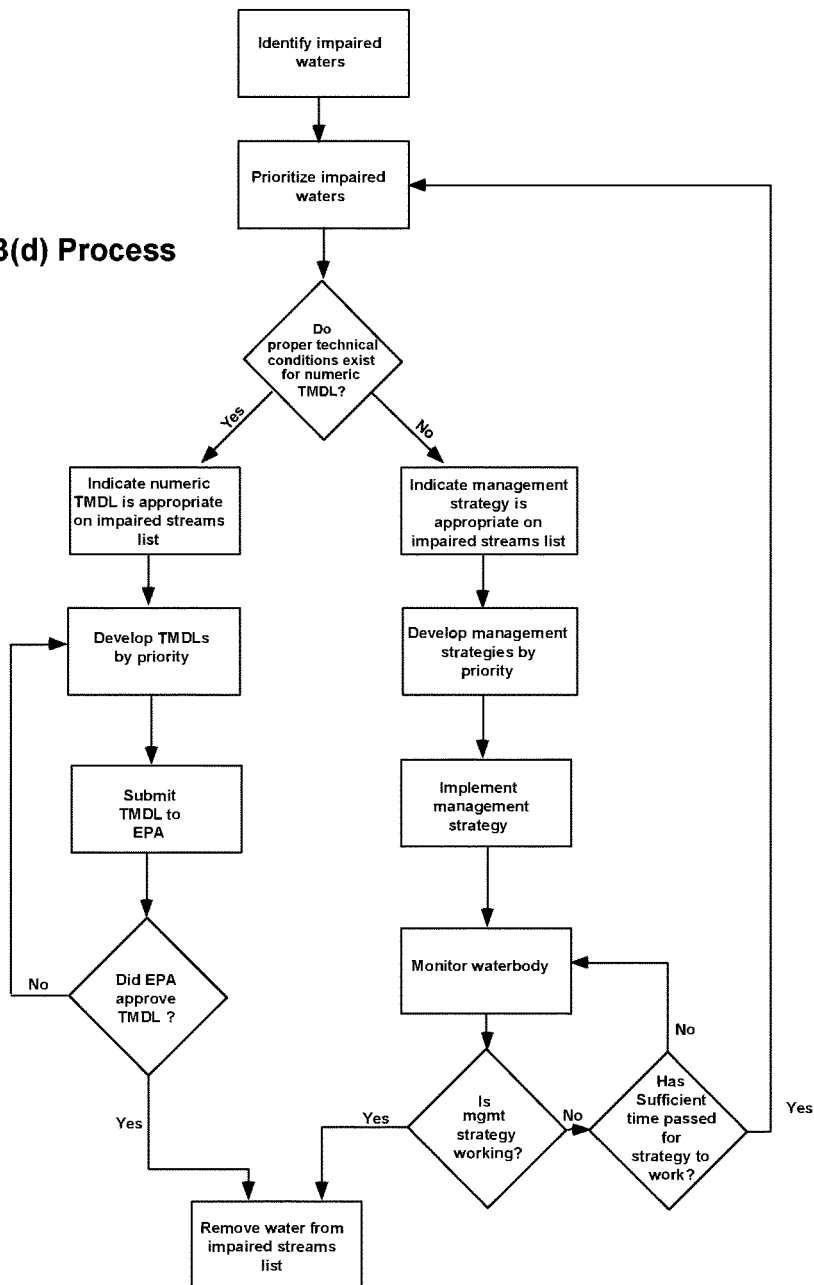 Identify impaired
waters
Prioritize impaired
waters
3(d) Process
Do
proper technical
conditions exist
for numeric
TMDL?
Yes
No
Indicate numeric
TMDL is appropriate
on impaired streams
list
Indicate management
strategy is
appropriate on
impaired streams list
Develop TMDLs
by priority
Develop management
strategies by
priority
Submit
TMDL to
EPA
Implement
management
strategy
Did EPA
approve
TMDL ?
No
Yes
Monitor waterbody
Is
mgmt
strategy
working?
Yes
No
Has
Sufficient
time passed
for
strategy to
work?
No
Yes
Remove water from
impaired streams
list